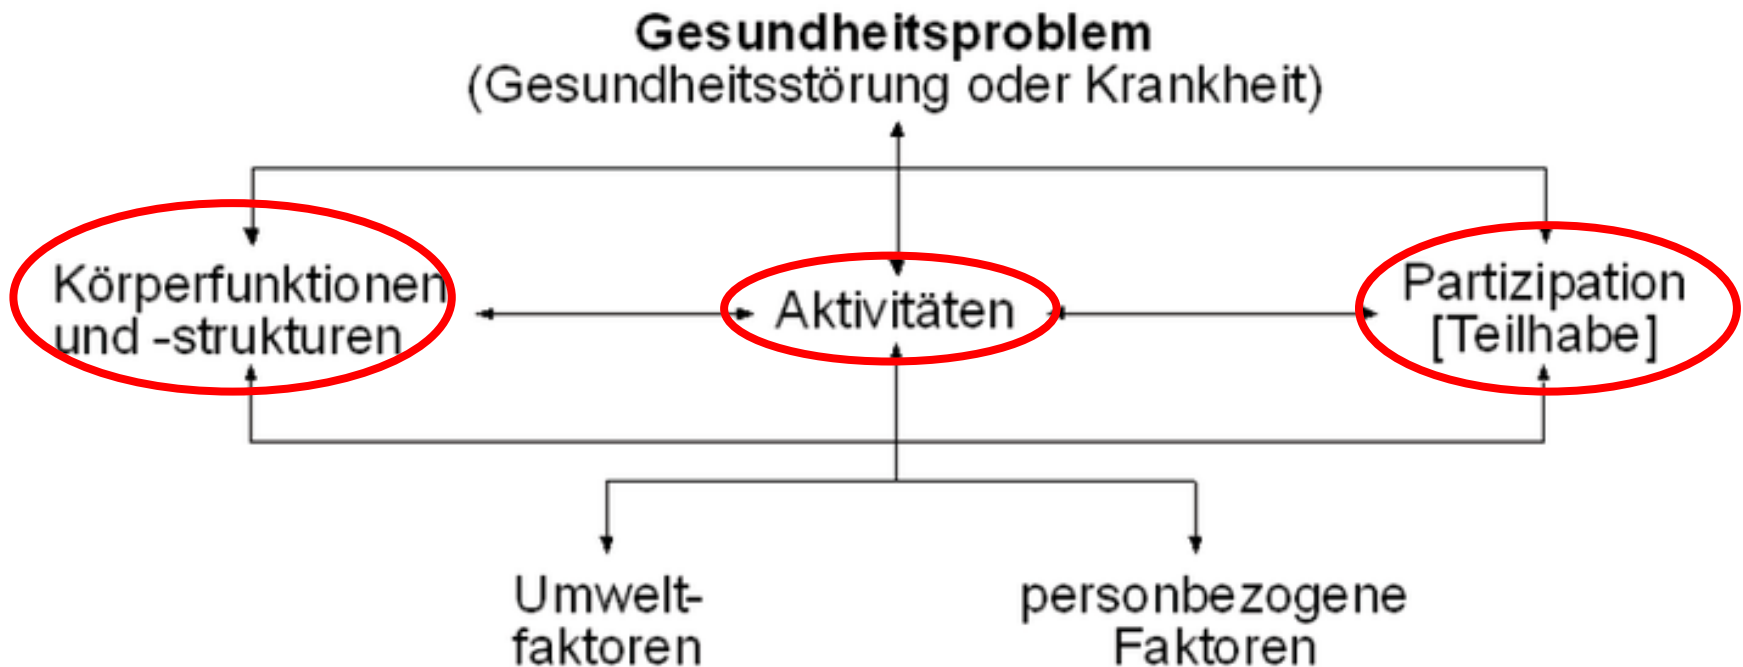 Gesundheitsproblem
(Gesundheitsstörung oder Krankheit)
Körperfunktionen
und -strukturen
Aktivitäten
Partizipation
[Teilhabe]
Umwelt-
faktoren
personbezogene
Faktoren